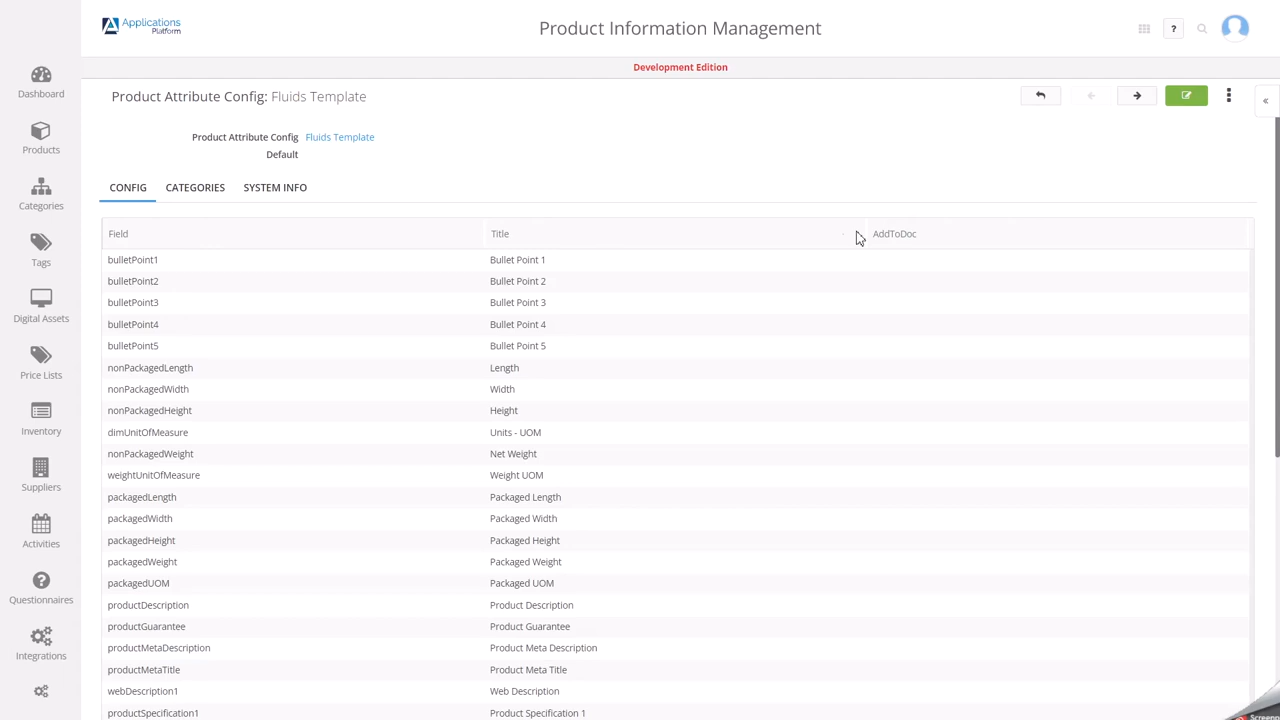 Applications
Platform
Product Information Management
?
Development Edition
Product Attribute Config: Fluids Template
Product Attribute Config Fluids Template
Default
CONFIG CATEGORIES SYSTEM INFO
Field Title AddToDoc
bulletPoint1 Bullet Point 1
bulletPoint2 Bullet Point 2
bulletPoint3 Bullet Point 3
bulletPoint4 Bullet Point 4
bulletPoint5 Bullet Point 5
nonPackagedLength Length
nonPackagedWidth Width
nonPackagedHeight Height
dimUnitOfMeasure Units - UOM
nonPackagedWeight Net Weight
weightUnitOfMeasure Weight UOM
packagedLength Packaged Length
packagedWidth Packaged Width
packagedHeight Packaged Height
packagedWeight Packaged Weight
packagedUOM Packaged UOM
productDescription Product Description
productGuarantee Product Guarantee
productMetaDescription Product Meta Description
productMetaTitle Product Meta Title
webDescription1 Web Description
productSpecification1 Product Specification 1
Dashboard
Products
Categories
Tags
Digital Assets
Price Lists
Inventory
Suppliers
Activities
Questionnaires
Integrations